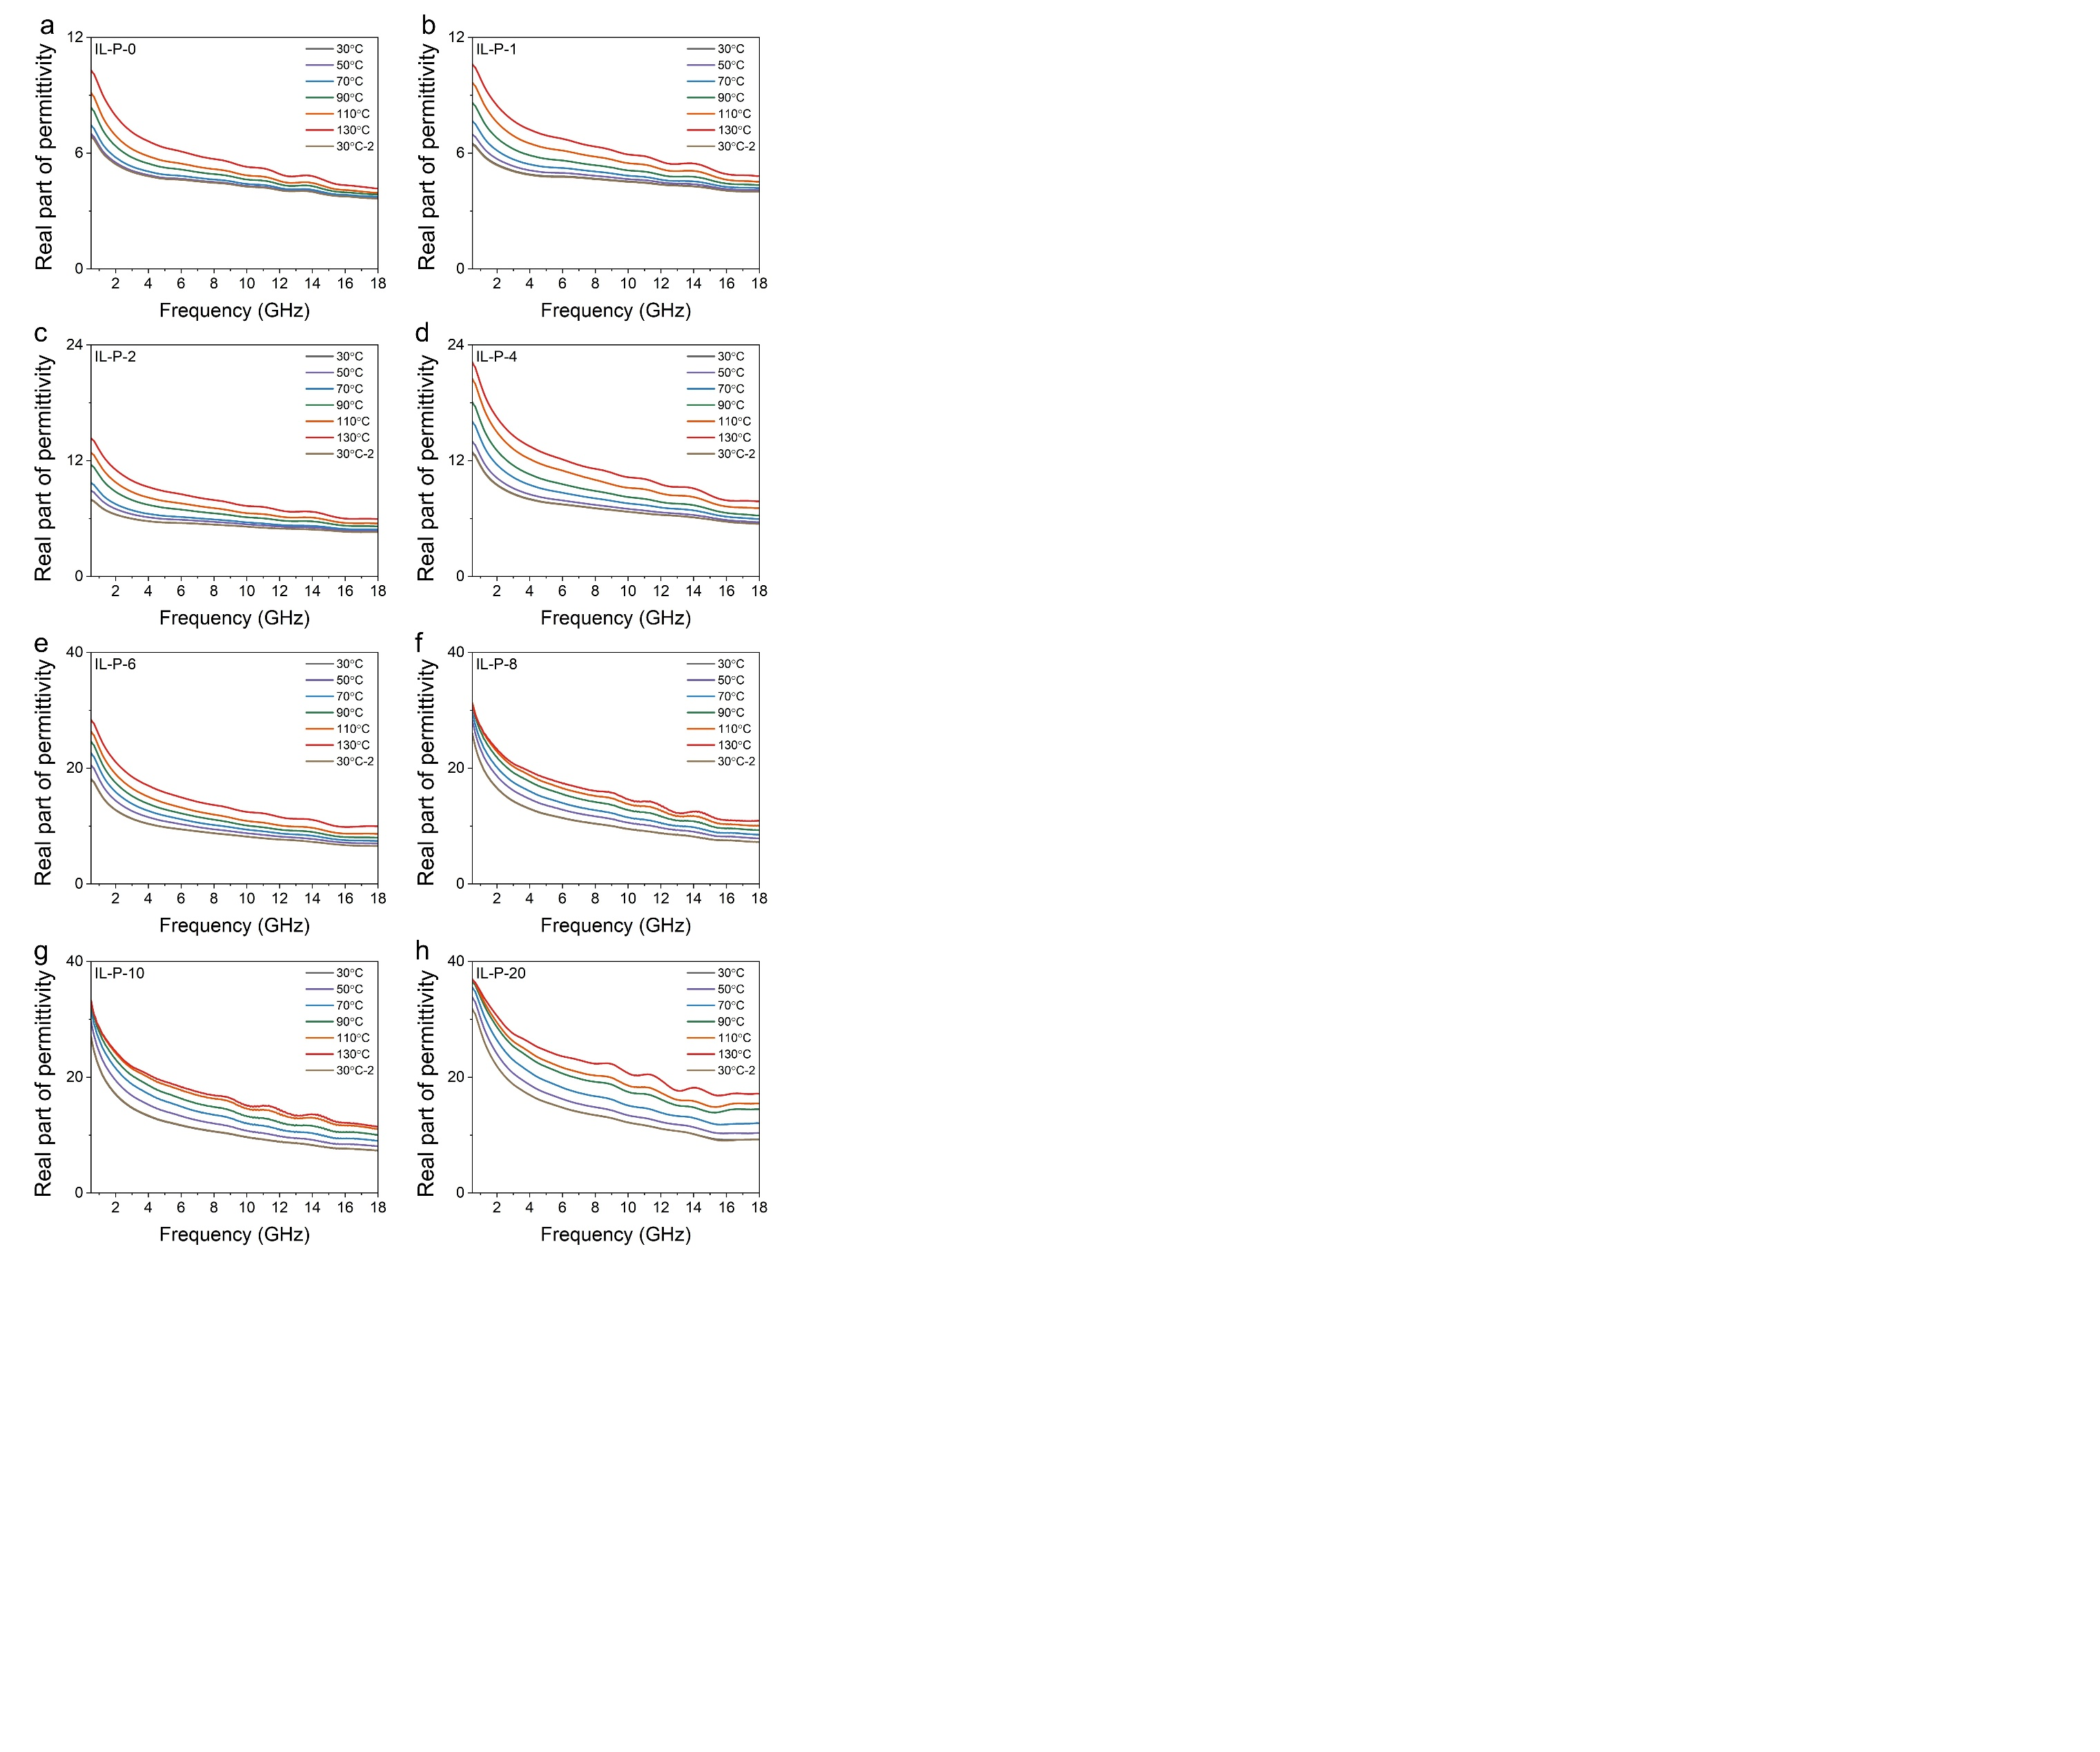 a
12
6
0
Real part of permittivity
IL-P-0
30°C
50°C
70°C
90°C
110°C
130°C
30°C-2
2 4 6 8 10 12 14 16 18
Frequency (GHz)
b
12
6
0
Real part of permittivity
IL-P-1
30°C
50°C
70°C
90°C
110°C
130°C
30°C-2
2 4 6 8 10 12 14 16 18
Frequency (GHz)
c
24
12
0
Real part of permittivity
IL-P-2
30°C
50°C
70°C
90°C
110°C
130°C
30°C-2
2 4 6 8 10 12 14 16 18
Frequency (GHz)
d
24
12
0
Real part of permittivity
IL-P-4
30°C
50°C
70°C
90°C
110°C
130°C
30°C-2
2 4 6 8 10 12 14 16 18
Frequency (GHz)
e
40
20
0
Real part of permittivity
IL-P-6
30°C
50°C
70°C
90°C
110°C
130°C
30°C-2
2 4 6 8 10 12 14 16 18
Frequency (GHz)
f
40
20
0
Real part of permittivity
IL-P-8
30°C
50°C
70°C
90°C
110°C
130°C
30°C-2
2 4 6 8 10 12 14 16 18
Frequency (GHz)
g
40
20
0
Real part of permittivity
IL-P-10
30°C
50°C
70°C
90°C
110°C
130°C
30°C-2
2 4 6 8 10 12 14 16 18
Frequency (GHz)
h
40
20
0
Real part of permittivity
IL-P-20
30°C
50°C
70°C
90°C
110°C
130°C
30°C-2
2 4 6 8 10 12 14 16 18
Frequency (GHz)